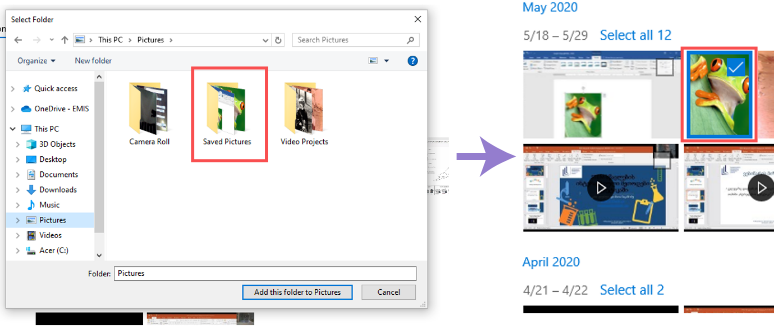 Select Folder
This PC
Pictures
Search Pictures
Organize
New folder
Quick access
OneDrive - EMIS
This PC
3D Objects
Desktop
Documents
Downloads
Music
Pictures
Videos
Acer (C:)
Camera Roll
Saved Pictures
Video Projects
Folder: Pictures
Add this folder to Pictures
Cancel
May 2020
5/18 – 5/29 Select all 12
April 2020
4/21 – 4/22 Select all 2